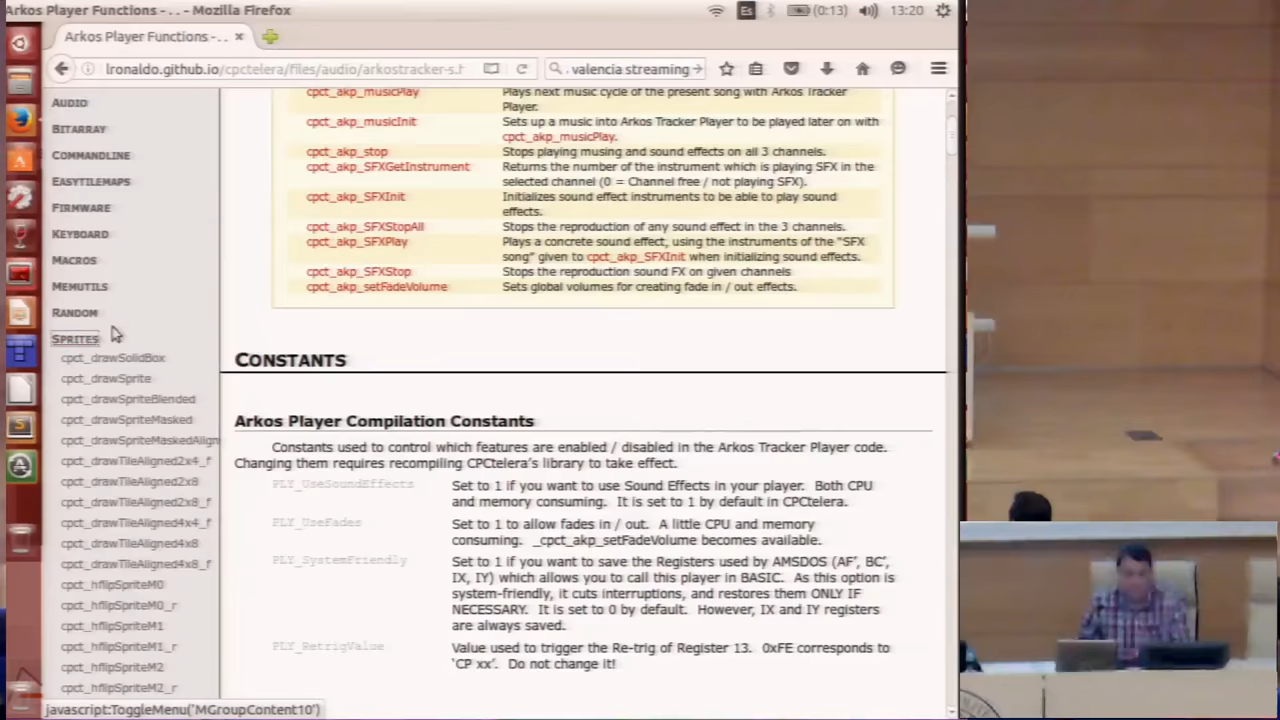 Arkos Player Functions - . . - Mozilla Firefox
Es
(0:13)
13:20
Arkos Player Functions - . .
lronaldo.github.io/cpctelera/files/audio/arkostracker-s.h
valencia streaming
AUDIO
BITARRAY
COMMANDLINE
EASYTILEMAPS
FIRMWARE
KEYBOARD
MACROS
MEMUTILS
RANDOM
SPRITES
cpct_drawSolidBox
cpct_drawSprite
cpct_drawSpriteBlended
cpct_drawSpriteMasked
cpct_drawSpriteMaskedAlign
cpct_drawTileAligned2x4_f
cpct_drawTileAligned2x8
cpct_drawTileAligned2x8_f
cpct_drawTileAligned4x4_f
cpct_drawTileAligned4x8
cpct_drawTileAligned4x8_f
cpct_hflipSpriteM0
cpct_hflipSpriteM0_r
cpct_hflipSpriteM1
cpct_hflipSpriteM1_r
cpct_hflipSpriteM2
cpct_hflipSpriteM2_r
javascript:ToggleMenu('MGroupContent10')
cpct_akp_musicPlay Plays next music cycle of the present song with Arkos Tracker
Player.
cpct_akp_musicInit Sets up a music into Arkos Tracker Player to be played later on with
cpct_akp_musicPlay.
cpct_akp_stop Stops playing musing and sound effects on all 3 channels.
cpct_akp_SFXGetInstrument Returns the number of the instrument which is playing SFX in the
selected channel (0 = Channel free / not playing SFX).
cpct_akp_SFXInit Initializes sound effect instruments to be able to play sound
effects.
cpct_akp_SFXStopAll Stops the reproduction of any sound effect in the 3 channels.
cpct_akp_SFXPlay Plays a concrete sound effect, using the instruments of the "SFX
song" given to cpct_akp_SFXInit when initializing sound effects.
cpct_akp_SFXStop Stops the reproduction sound FX on given channels
cpct_akp_setFadeVolume Sets global volumes for creating fade in / out effects.
CONSTANTS
Arkos Player Compilation Constants
Constants used to control which features are enabled / disabled in the Arkos Tracker Player code.
Changing them requires recompiling CPCtelera's library to take effect.
PLY_UseSoundEffects Set to 1 if you want to use Sound Effects in your player. Both CPU
and memory consuming. It is set to 1 by default in CPCtelera.
PLY_UseFades Set to 1 to allow fades in / out. A little CPU and memory
consuming. _cpct_akp_setFadeVolume becomes available.
PLY_SystemFriendly Set to 1 if you want to save the Registers used by AMSDOS (AF', BC',
IX, IY) which allows you to call this player in BASIC. As this option is
system-friendly, it cuts interruptions, and restores them ONLY IF
NECESSARY. It is set to 0 by default. However, IX and IY registers
are always saved.
PLY_RetrigValue Value used to trigger the Re-trig of Register 13. 0xFE corresponds to
'CP xx'. Do not change it!